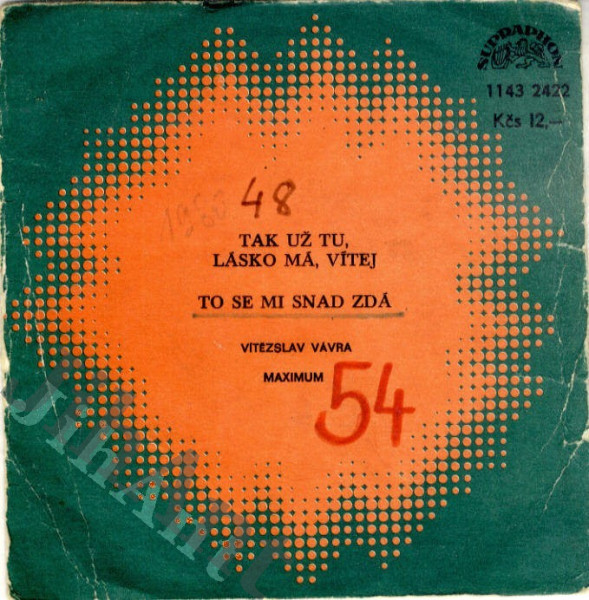 SUPRAPHON
1143 2422
Kčs 12,–
48
TAK UŽ TU,
LÁSKO MÁ, VÍTEJ
TO SE MI SNAD ZDÁ
VÍTĚZSLAV VÁVRA
MAXIMUM
54
JihAnt